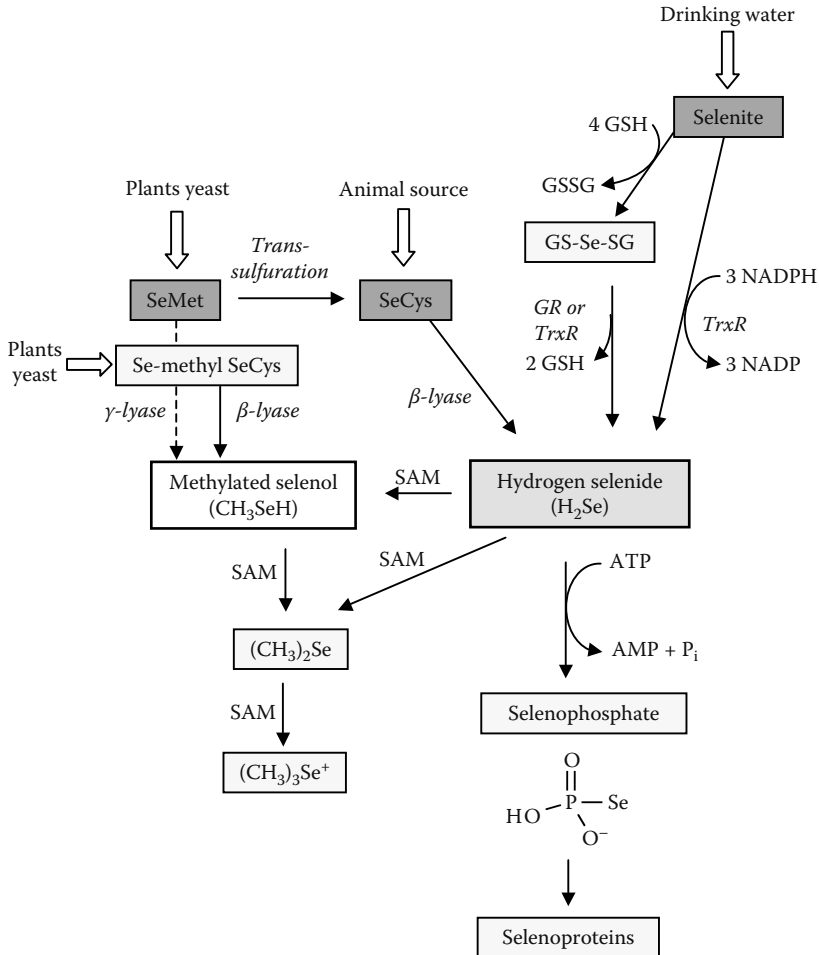 Drinking water
Selenite
4 GSH
GSSG
Plants yeast
Animal source
GS-Se-SG
Trans-
sulfuration
SeMet
SeCys
3 NADPH
GR or
TrxR
TrxR
2 GSH
3 NADP
Plants
yeast
Se-methyl SeCys
γ-lyase
β-lyase
β-lyase
Methylated selenol
(CH₃SeH)
SAM
Hydrogen selenide
(H₂Se)
SAM
SAM
ATP
(CH₃)₂Se
AMP + Pᵢ
SAM
Selenophosphate
(CH₃)₃Se⁺
O
HO
P
Se
O⁻
Selenoproteins